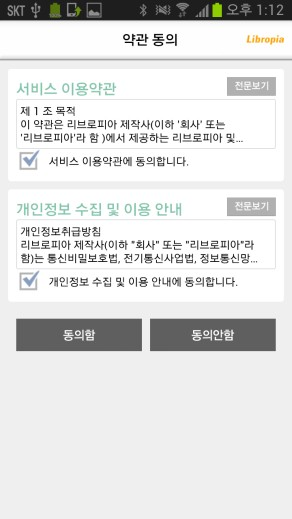 SKT 오후 1:12
약관 동의 Libropia
서비스 이용약관 전문보기
제 1 조 목적
이 약관은 리브로피아 제작사(이하 '회사' 또는
'리브로피아'라 함 )에서 제공하는 리브로피아 및...
서비스 이용약관에 동의합니다.
개인정보 수집 및 이용 안내 전문보기
개인정보취급방침
리브로피아 제작사(이하 "회사" 또는 "리브로피아"라
함)는 통신비밀보호법, 전기통신사업법, 정보통신망...
개인정보 수집 및 이용 안내에 동의합니다.
동의함 동의안함